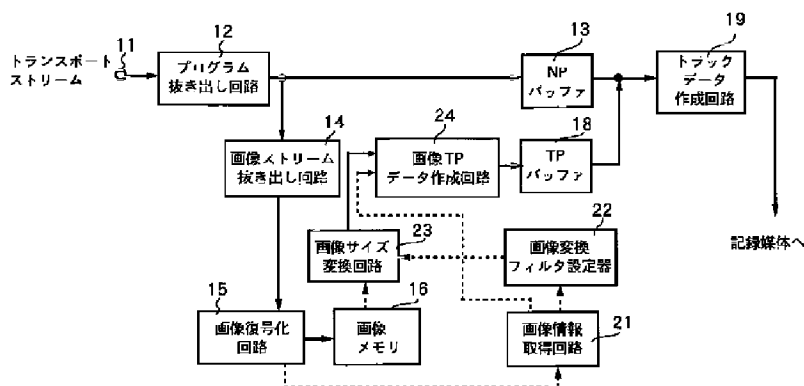 11
トランスポート
ストリーム
12
プログラム
抜き出し回路
13
NP
バッファ
19
トラック
データ
作成回路
14
画像ストリーム
抜き出し回路
24
画像TP
データ作成回路
18
TP
バッファ
23
画像サイズ
変換回路
22
画像変換
フィルタ設定器
記録媒体へ
15
画像復号化
回路
16
画像
メモリ
21
画像情報
取得回路